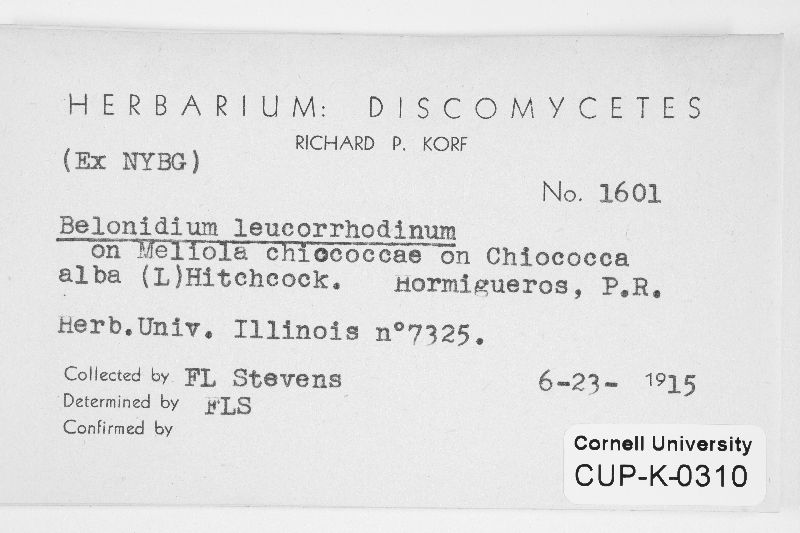 HERBARIUM: DISCOMYCETES
RICHARD P. KORF
(Ex NYBG)
No. 1601
Belonidium leucorrhodinum
on Meliola chiococcae on Chiococca
alba (L)Hitchcock. Hormigueros, P.R.
Herb.Univ. Illinois n°7325.
Collected by FL Stevens 6-23- 1915
Determined by FLS
Confirmed by
Cornell University
CUP-K-0310